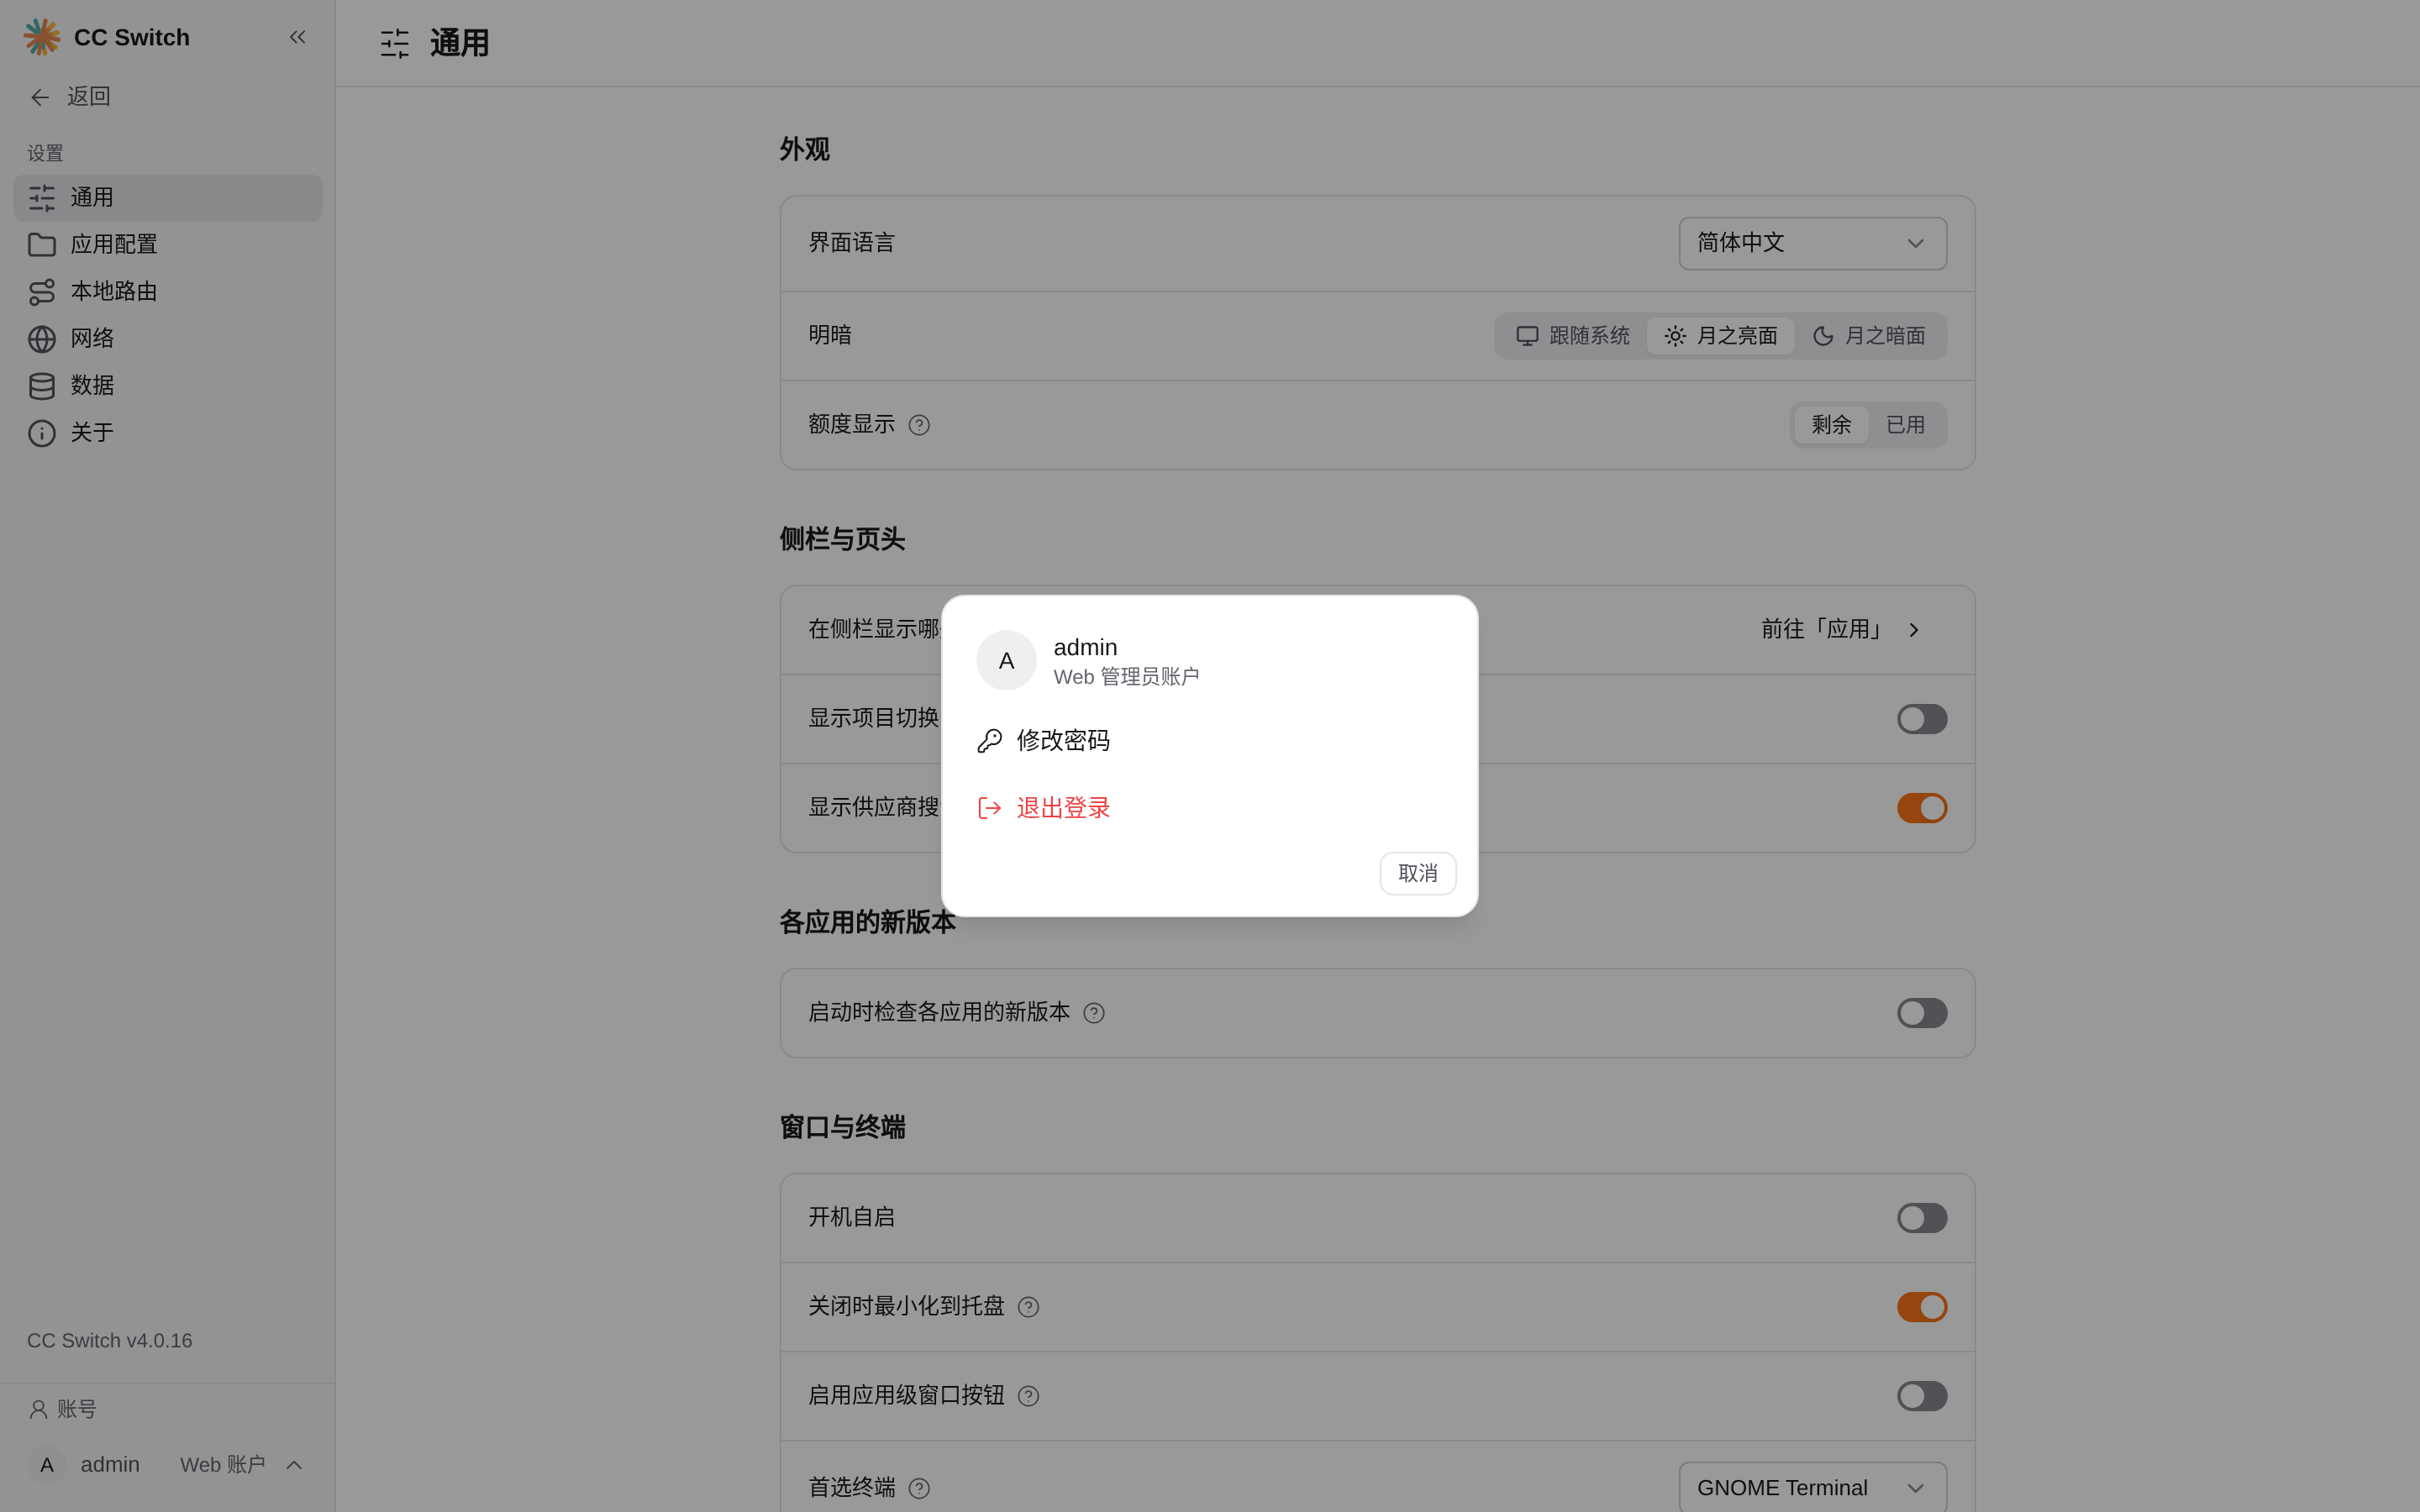 CC Switch
返回
设置
通用
应用配置
本地路由
网络
数据
关于
CC Switch v4.0.16
账号
A admin Web 账户
通用
外观
界面语言 简体中文
明暗 跟随系统 月之亮面 月之暗面
额度显示 剩余 已用
侧栏与页头
在侧栏显示哪 前往「应用」
显示项目切换
显示供应商搜
A
admin
Web 管理员账户
修改密码
退出登录
取消
各应用的新版本
启动时检查各应用的新版本
窗口与终端
开机自启
关闭时最小化到托盘
启用应用级窗口按钮
首选终端 GNOME Terminal